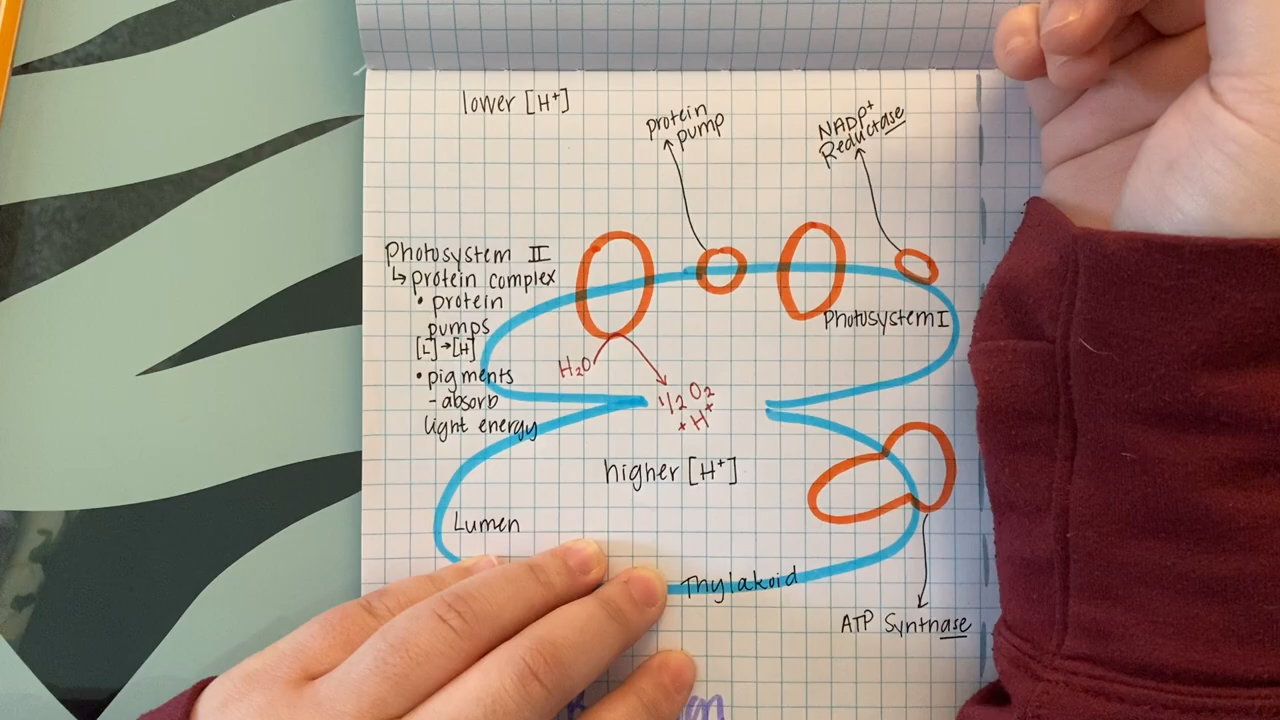 lower [H⁺]
protein
pump
NADP⁺
Reductase
Photosystem II
↳ protein complex
• protein
pumps
[L]→[H]
• pigments
- absorb
light energy
Photosystem I
H₂O
1/2 O₂
+ H⁺
higher [H⁺]
Lumen
Thylakoid
ATP Synthase